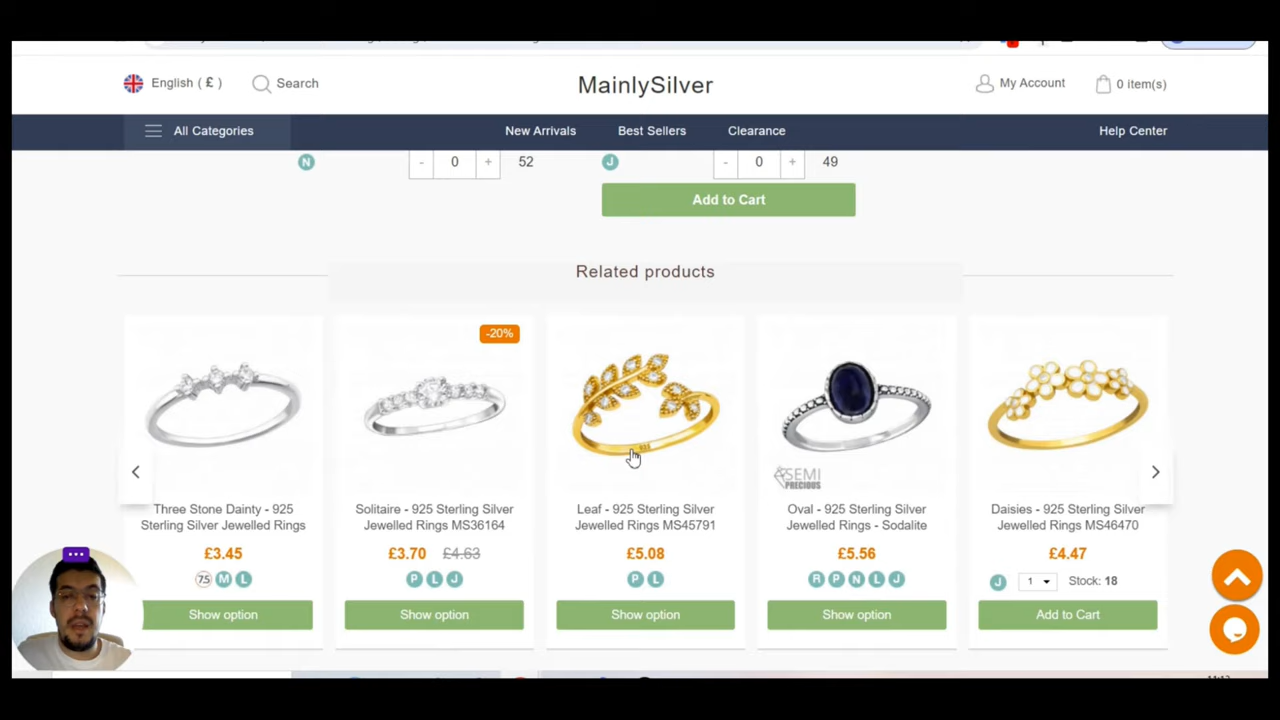 English ( £ )
Search
MainlySilver
My Account
0 item(s)
All Categories
New Arrivals
Best Sellers
Clearance
Help Center
N
-
0
+
52
J
-
0
+
49
Add to Cart
Related products
-20%
SEMI
PRECIOUS
Three Stone Dainty - 925
Sterling Silver Jewelled Rings
£3.45
7.5 M L
Show option
Solitaire - 925 Sterling Silver
Jewelled Rings MS36164
£3.70 £4.63
P L J
Show option
Leaf - 925 Sterling Silver
Jewelled Rings MS45791
£5.08
P L
Show option
Oval - 925 Sterling Silver
Jewelled Rings - Sodalite
£5.56
R P N L J
Show option
Daisies - 925 Sterling Silver
Jewelled Rings MS46470
£4.47
J 1 Stock: 18
Add to Cart